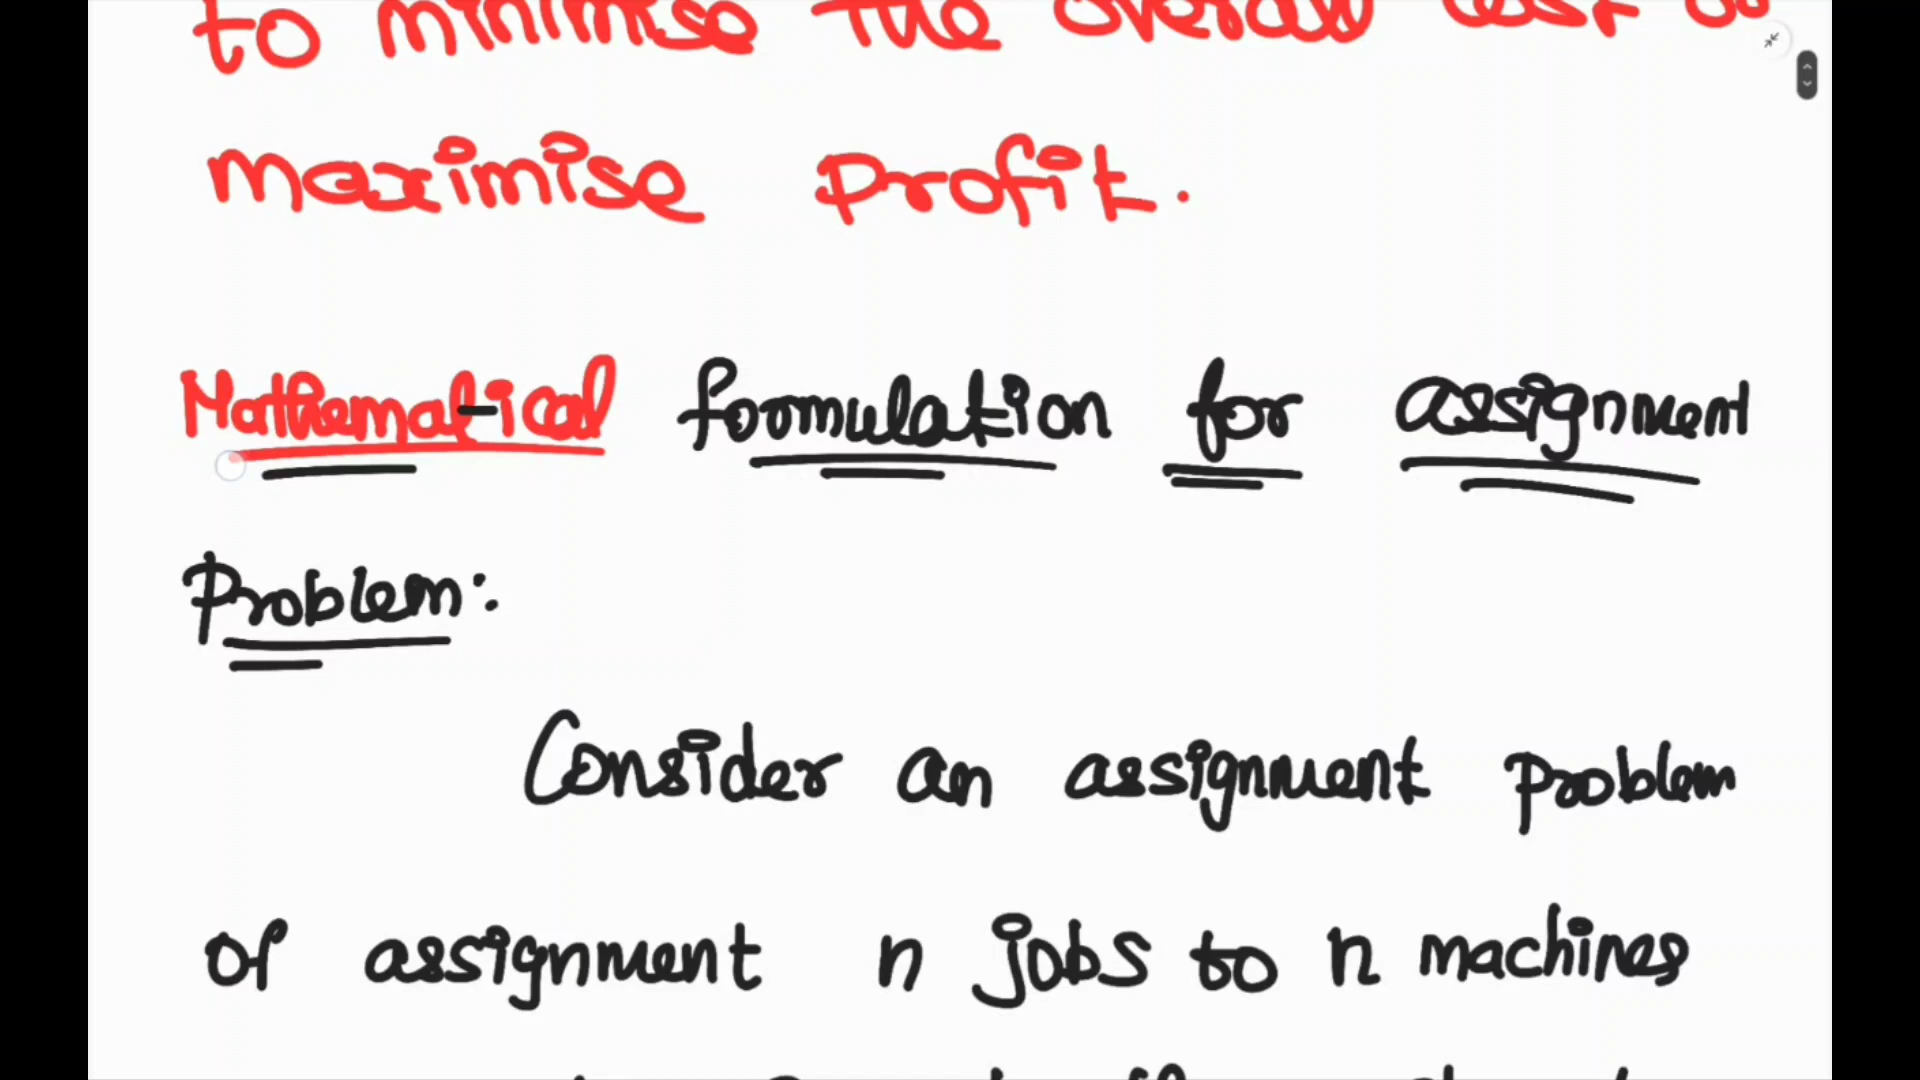 to minimise the overall cost or
maximise profit.
Mathematical formulation for assignment
Problem:
Consider an assignment problem
of assignment n jobs to n machines